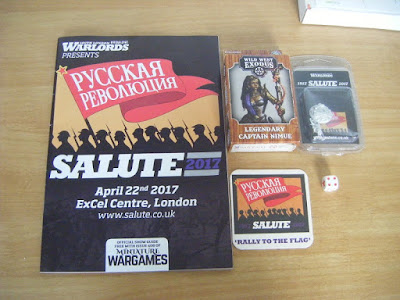 WARLORDS
PRESENTS
РУССКАЯ
РЕВОЛЮЦИЯ
SALUTE 2017
April 22nd 2017
ExCel Centre, London
www.salute.co.uk
OFFICIAL SHOW GUIDE
FREE WITH ISSUE 409 OF
MINIATURE
WARGAMES
WILD WEST
EXODUS
LEGENDARY
CAPTAIN NIMUE
WARLORDS
SALUTE 2017
РУССКАЯ
РЕВОЛЮЦИЯ
SALUTE
'RALLY TO THE FLAG'